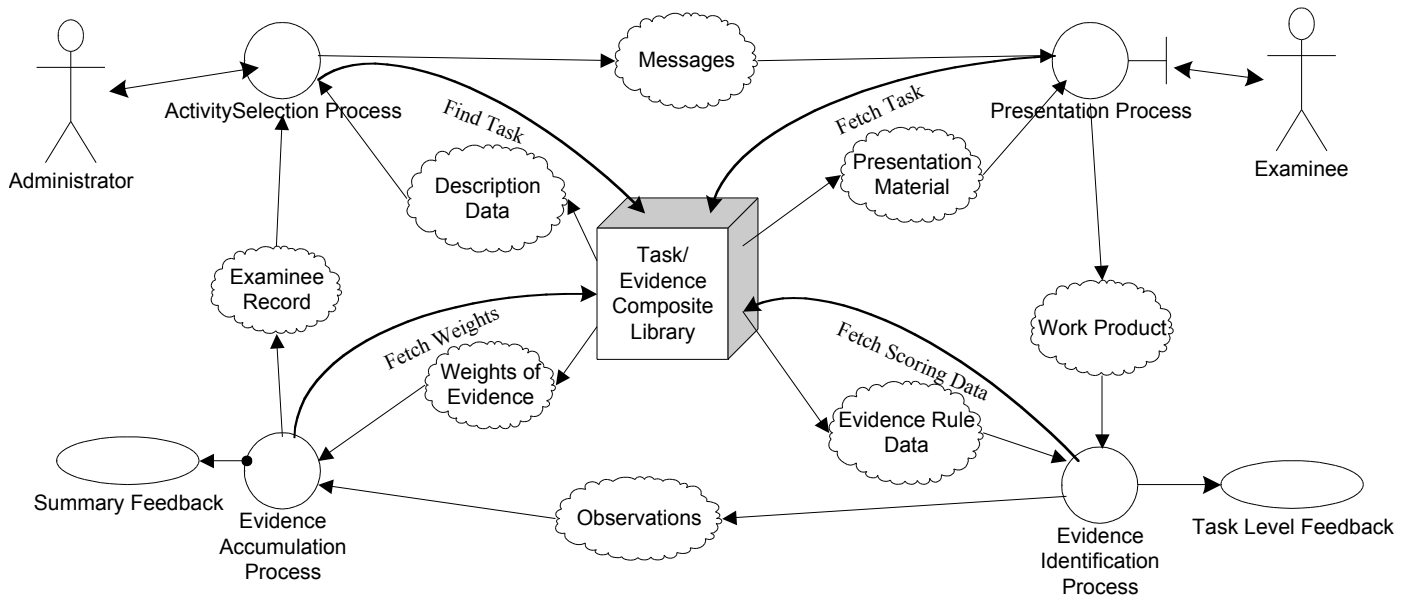 Messages
ActivitySelection Process
Presentation Process
Administrator
Examinee
Find Task
Fetch Task
Description
Data
Presentation
Material
Task/
Evidence
Composite
Library
Examinee
Record
Fetch Weights
Weights of
Evidence
Fetch Scoring Data
Work Product
Evidence Rule
Data
Summary Feedback
Evidence
Accumulation
Process
Observations
Evidence
Identification
Process
Task Level Feedback